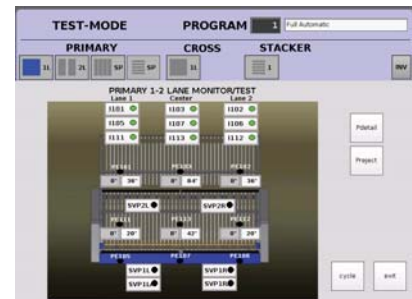 TEST-MODE PROGRAM 1 Full Automatic
PRIMARY CROSS STACKER
1L 2L SP SP 1L 1 INV
PRIMARY 1-2 LANE MONITOR/TEST
Lane 1 Center Lane 2
I101 I103 I102
I105 I107 I106
I111 I113 I112
Pdetail
Preject
PE101 PE103 PE102
0" 36" 0" 84" 0" 36"
SVP2L SVP2R
PE111 PE113 PE112
0" 20" 0" 42" 0" 20"
PE105 PE107 PE106
SVP1L SVP1R
SVP1L SVP1R
cycle exit